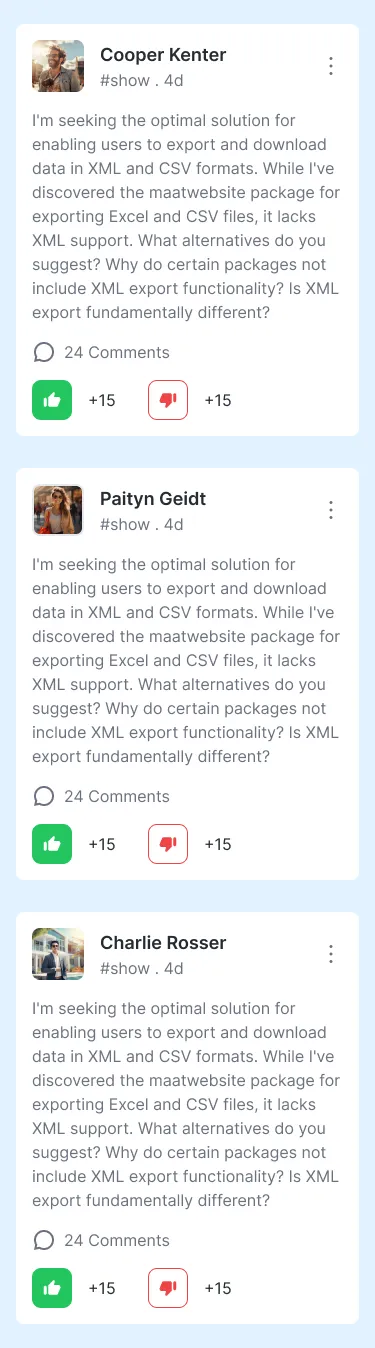 Cooper Kenter
#show . 4d
I'm seeking the optimal solution for
enabling users to export and download
data in XML and CSV formats. While I've
discovered the maatwebsite package for
exporting Excel and CSV files, it lacks
XML support. What alternatives do you
suggest? Why do certain packages not
include XML export functionality? Is XML
export fundamentally different?
24 Comments
+15 +15
Paityn Geidt
#show . 4d
I'm seeking the optimal solution for
enabling users to export and download
data in XML and CSV formats. While I've
discovered the maatwebsite package for
exporting Excel and CSV files, it lacks
XML support. What alternatives do you
suggest? Why do certain packages not
include XML export functionality? Is XML
export fundamentally different?
24 Comments
+15 +15
Charlie Rosser
#show . 4d
I'm seeking the optimal solution for
enabling users to export and download
data in XML and CSV formats. While I've
discovered the maatwebsite package for
exporting Excel and CSV files, it lacks
XML support. What alternatives do you
suggest? Why do certain packages not
include XML export functionality? Is XML
export fundamentally different?
24 Comments
+15 +15